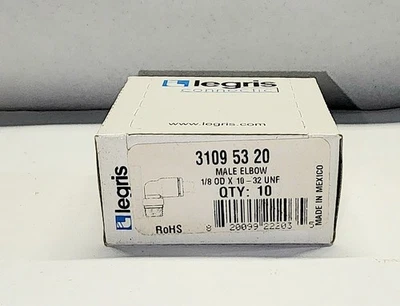 legris
connectic
www.legris.com
legris
3109 53 20
MALE ELBOW
1/8 OD X 10-32 UNF
QTY: 10
RoHS
8 20099 22203 5
MADE IN MEXICO